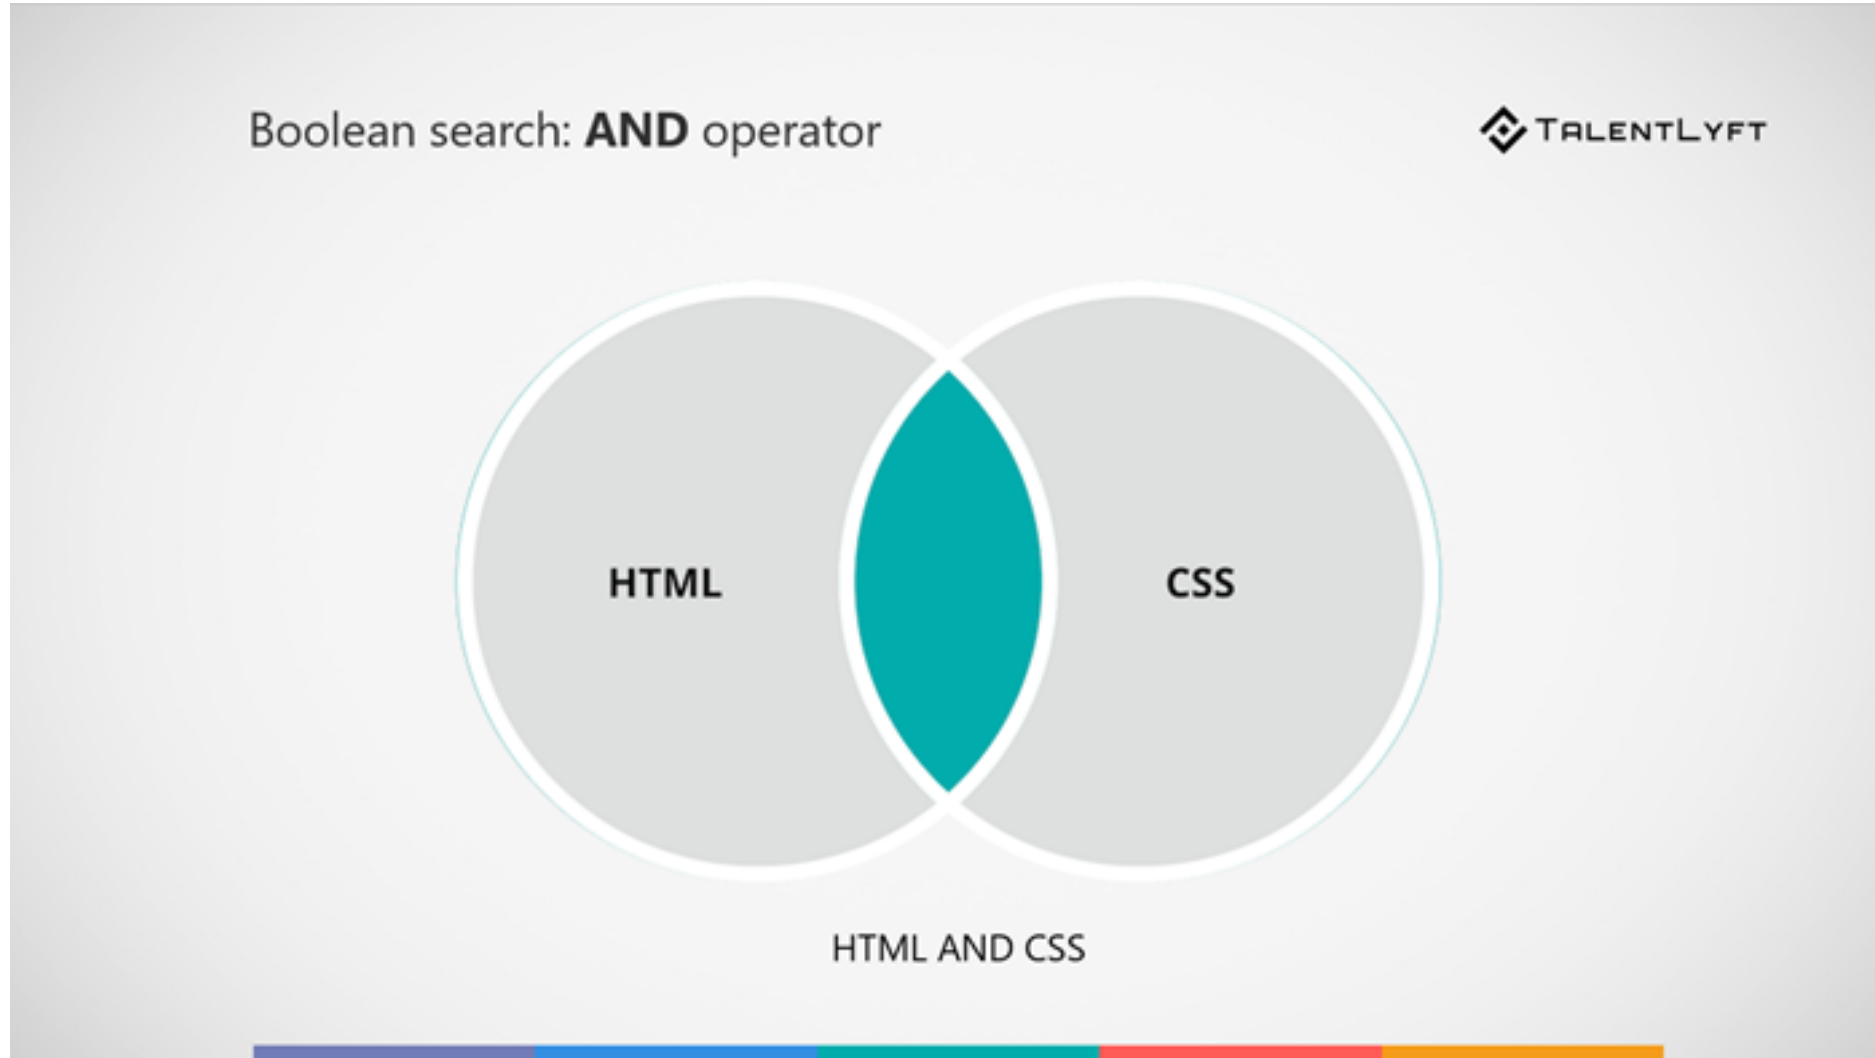 Boolean search: AND operator
TALENTLYFT
HTML
CSS
HTML AND CSS